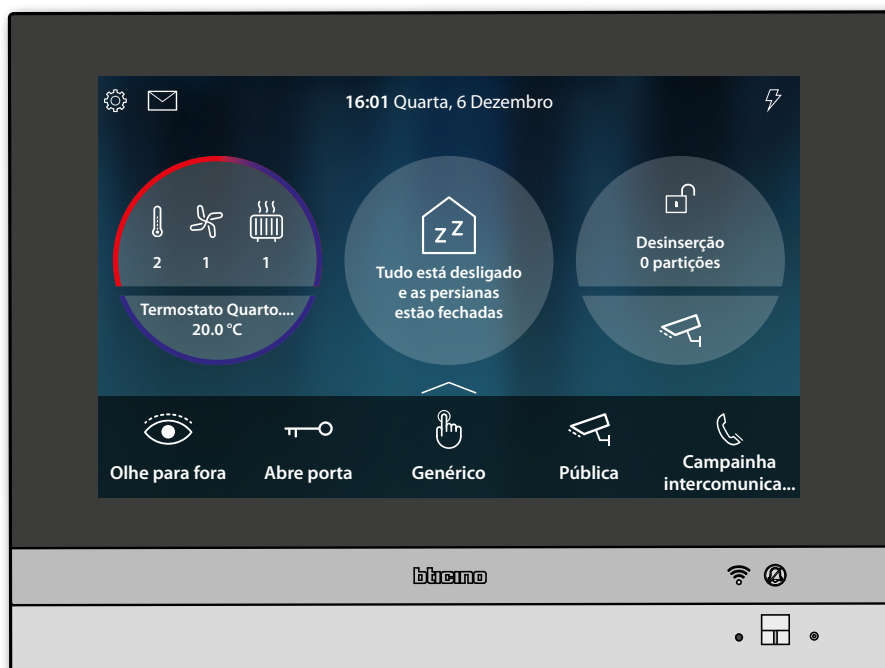 16:01 Quarta, 6 Dezembro
2 1 1
Termostato Quarto....
20.0 °C
zz
Tudo está desligado
e as persianas
estão fechadas
Desinserção
0 partições
Olhe para fora
Abre porta
Genérico
Pública
Campainha
intercomunica...
bticino